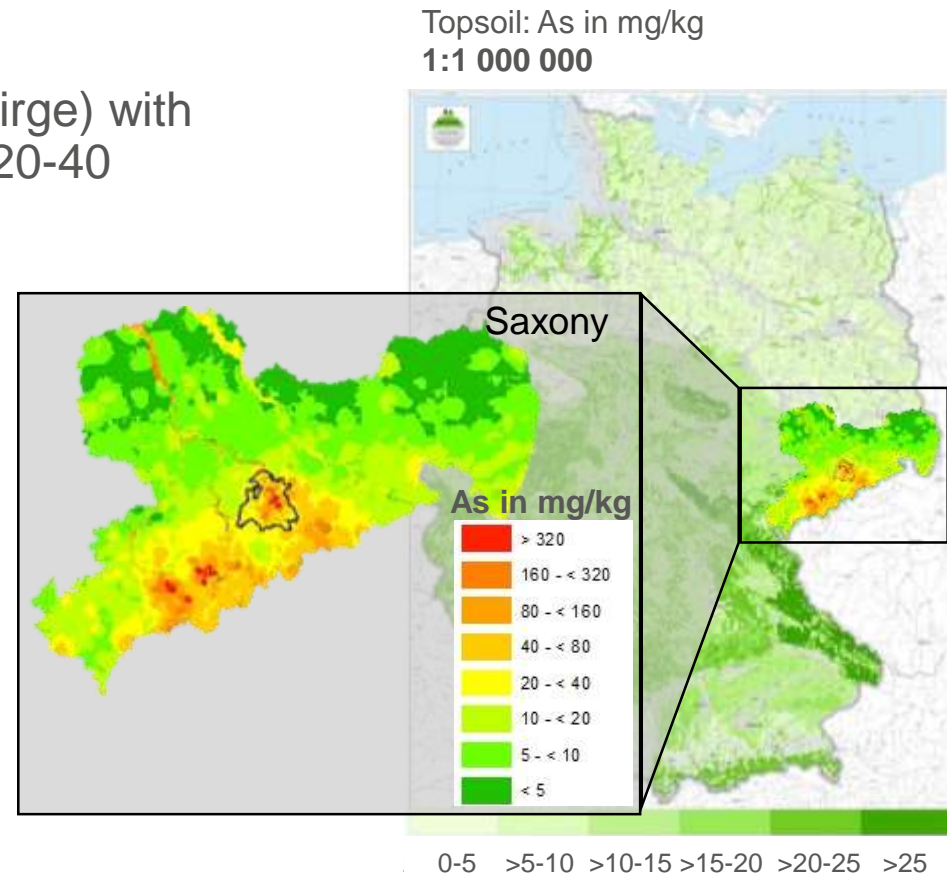 Topsoil: As in mg/kg
1:1 000 000
irge) with
20-40
Saxony
As in mg/kg
> 320
160 - < 320
80 - < 160
40 - < 80
20 - < 40
10 - < 20
5 - < 10
< 5
0-5 >5-10 >10-15 >15-20 >20-25 >25